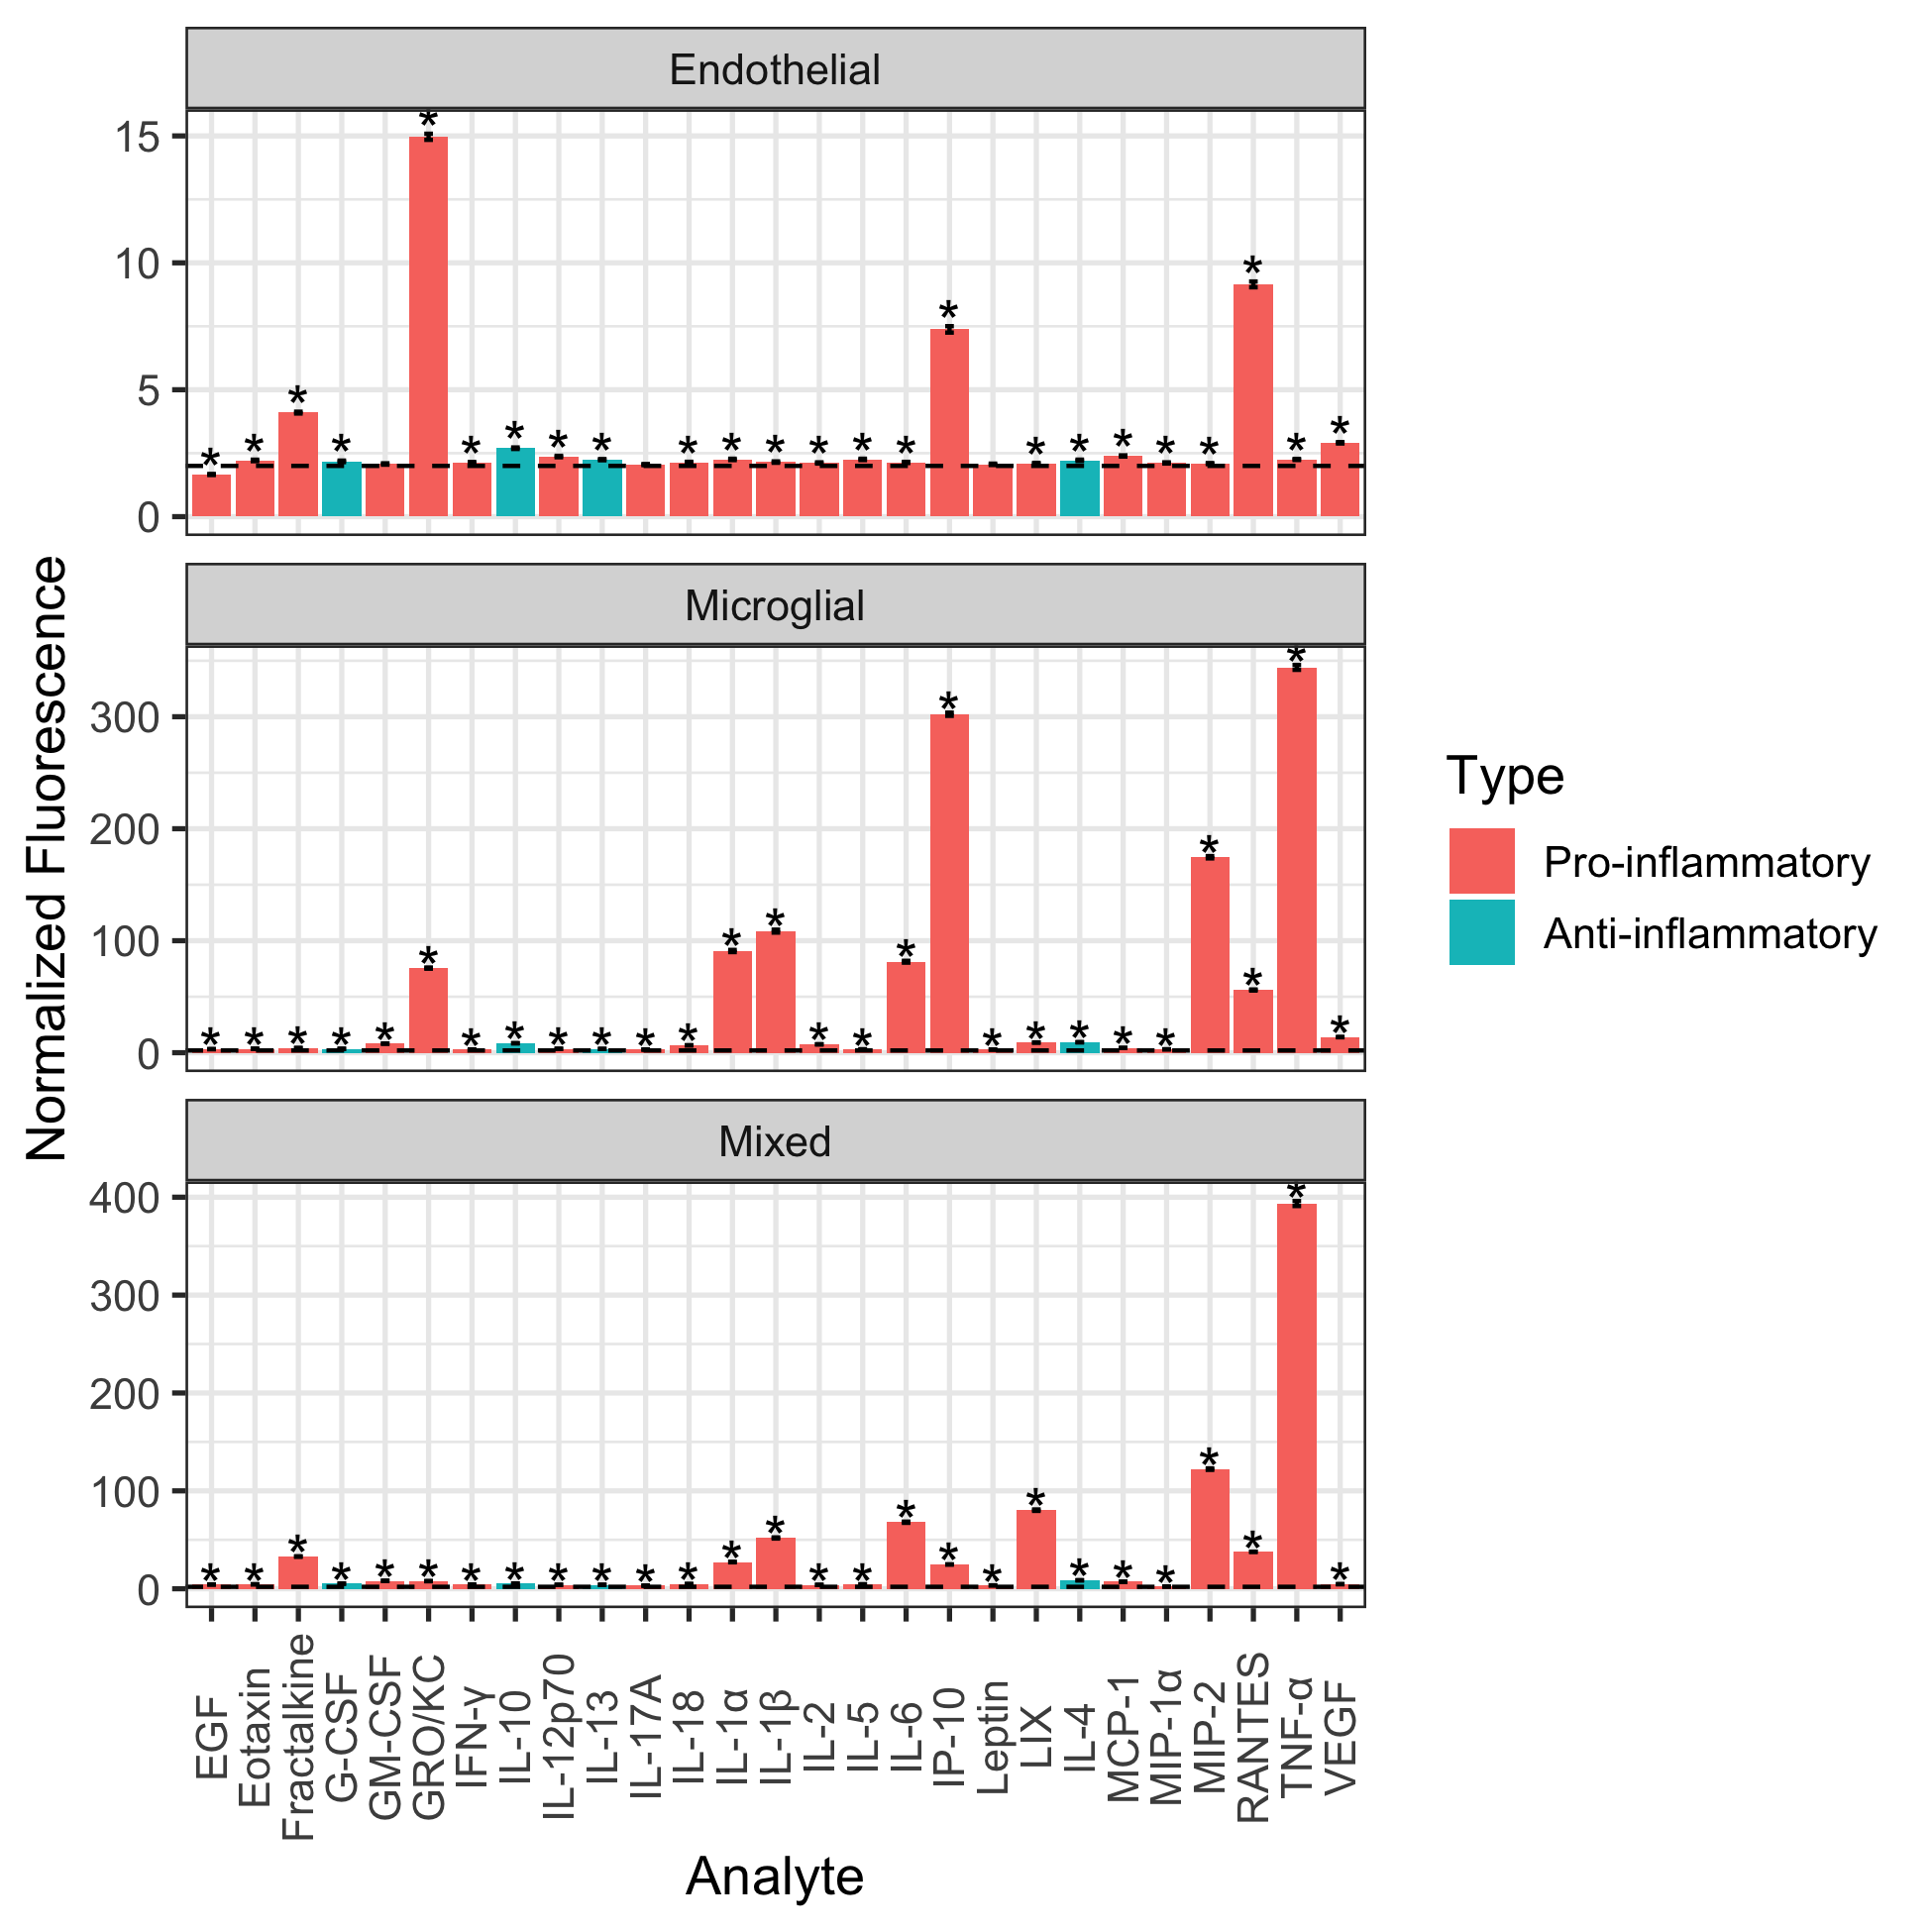 Endothelial
15
10
5
0
Microglial
300
200
100
0
Mixed
400
300
200
100
0
Normalized Fluorescence
EGF
Eotaxin
Fractalkine
G-CSF
GM-CSF
GRO/KC
IFN-γ
IL-10
IL-12p70
IL-13
IL-17A
IL-18
IL-1α
IL-1β
IL-2
IL-5
IL-6
IP-10
Leptin
LIX
IL-4
MCP-1
MIP-1α
MIP-2
RANTES
TNF-α
VEGF
Analyte
Type
Pro-inflammatory
Anti-inflammatory